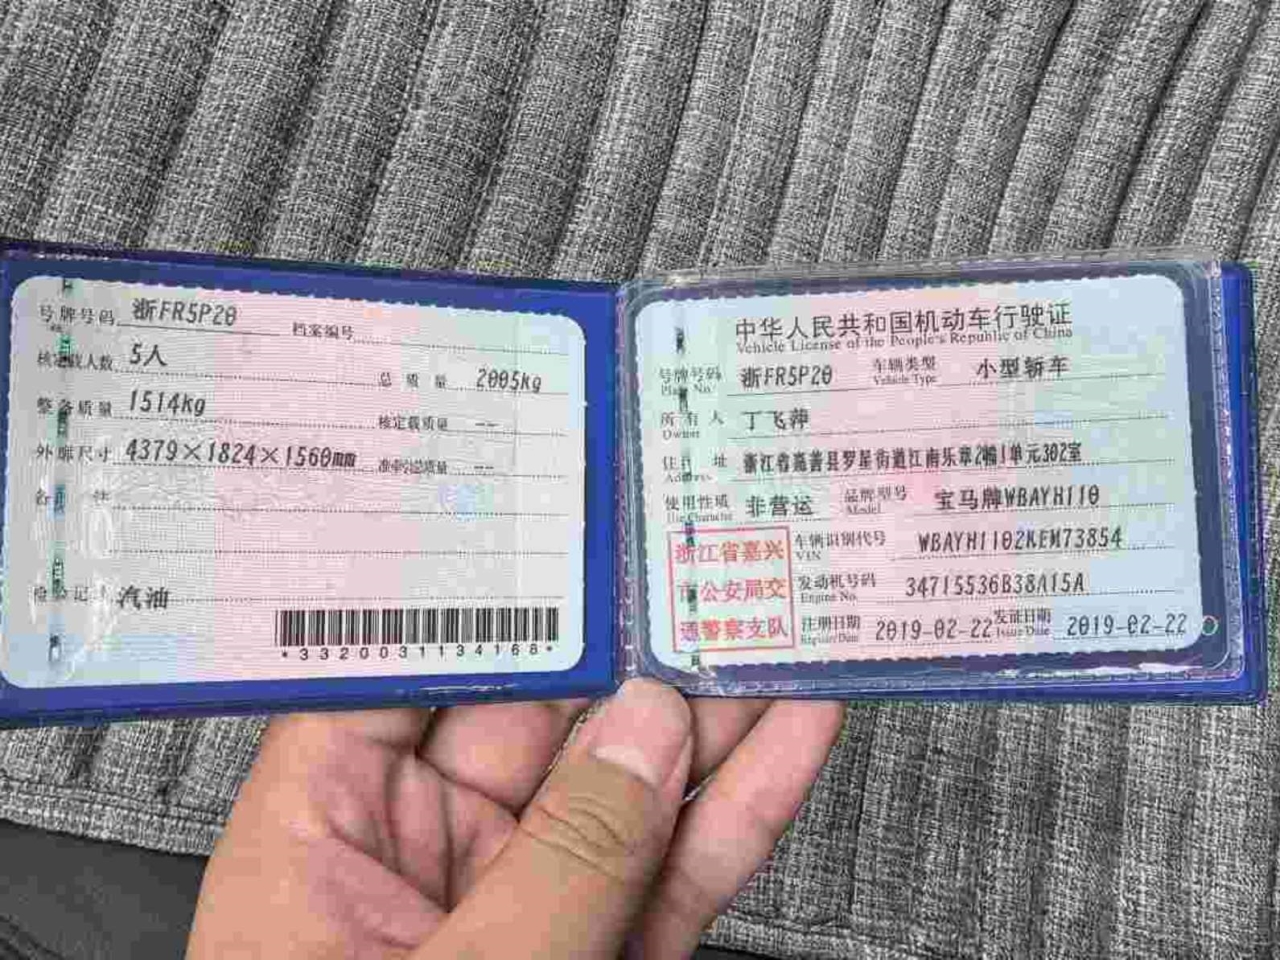 号牌号码 浙FR5P20 档案编号
核定载人数 5人 总质量 2005kg
整备质量 1514kg 核定载质量 --
外廓尺寸 4379×1824×1560mm 准牵引总质量 --
备注
检验记录 汽油
*3320031134168*
中华人民共和国机动车行驶证
Vehicle License of the People's Republic of China
号牌号码 浙FR5P20 车辆类型 小型轿车
Plate No. Vehicle Type
所有人 丁飞萍
Owner
住址 浙江省嘉善县罗星街道江南乐章2幢1单元302室
Address
使用性质 非营运 品牌型号 宝马牌WBAYH110
Use Character Model
浙江省嘉兴
市公安局交
通警察支队
车辆识别代号 WBAYH1102KEM73854
VIN
发动机号码 34715536B38A15A
Engine No.
注册日期 2019-02-22 发证日期 2019-02-22
Register Date Issue Date